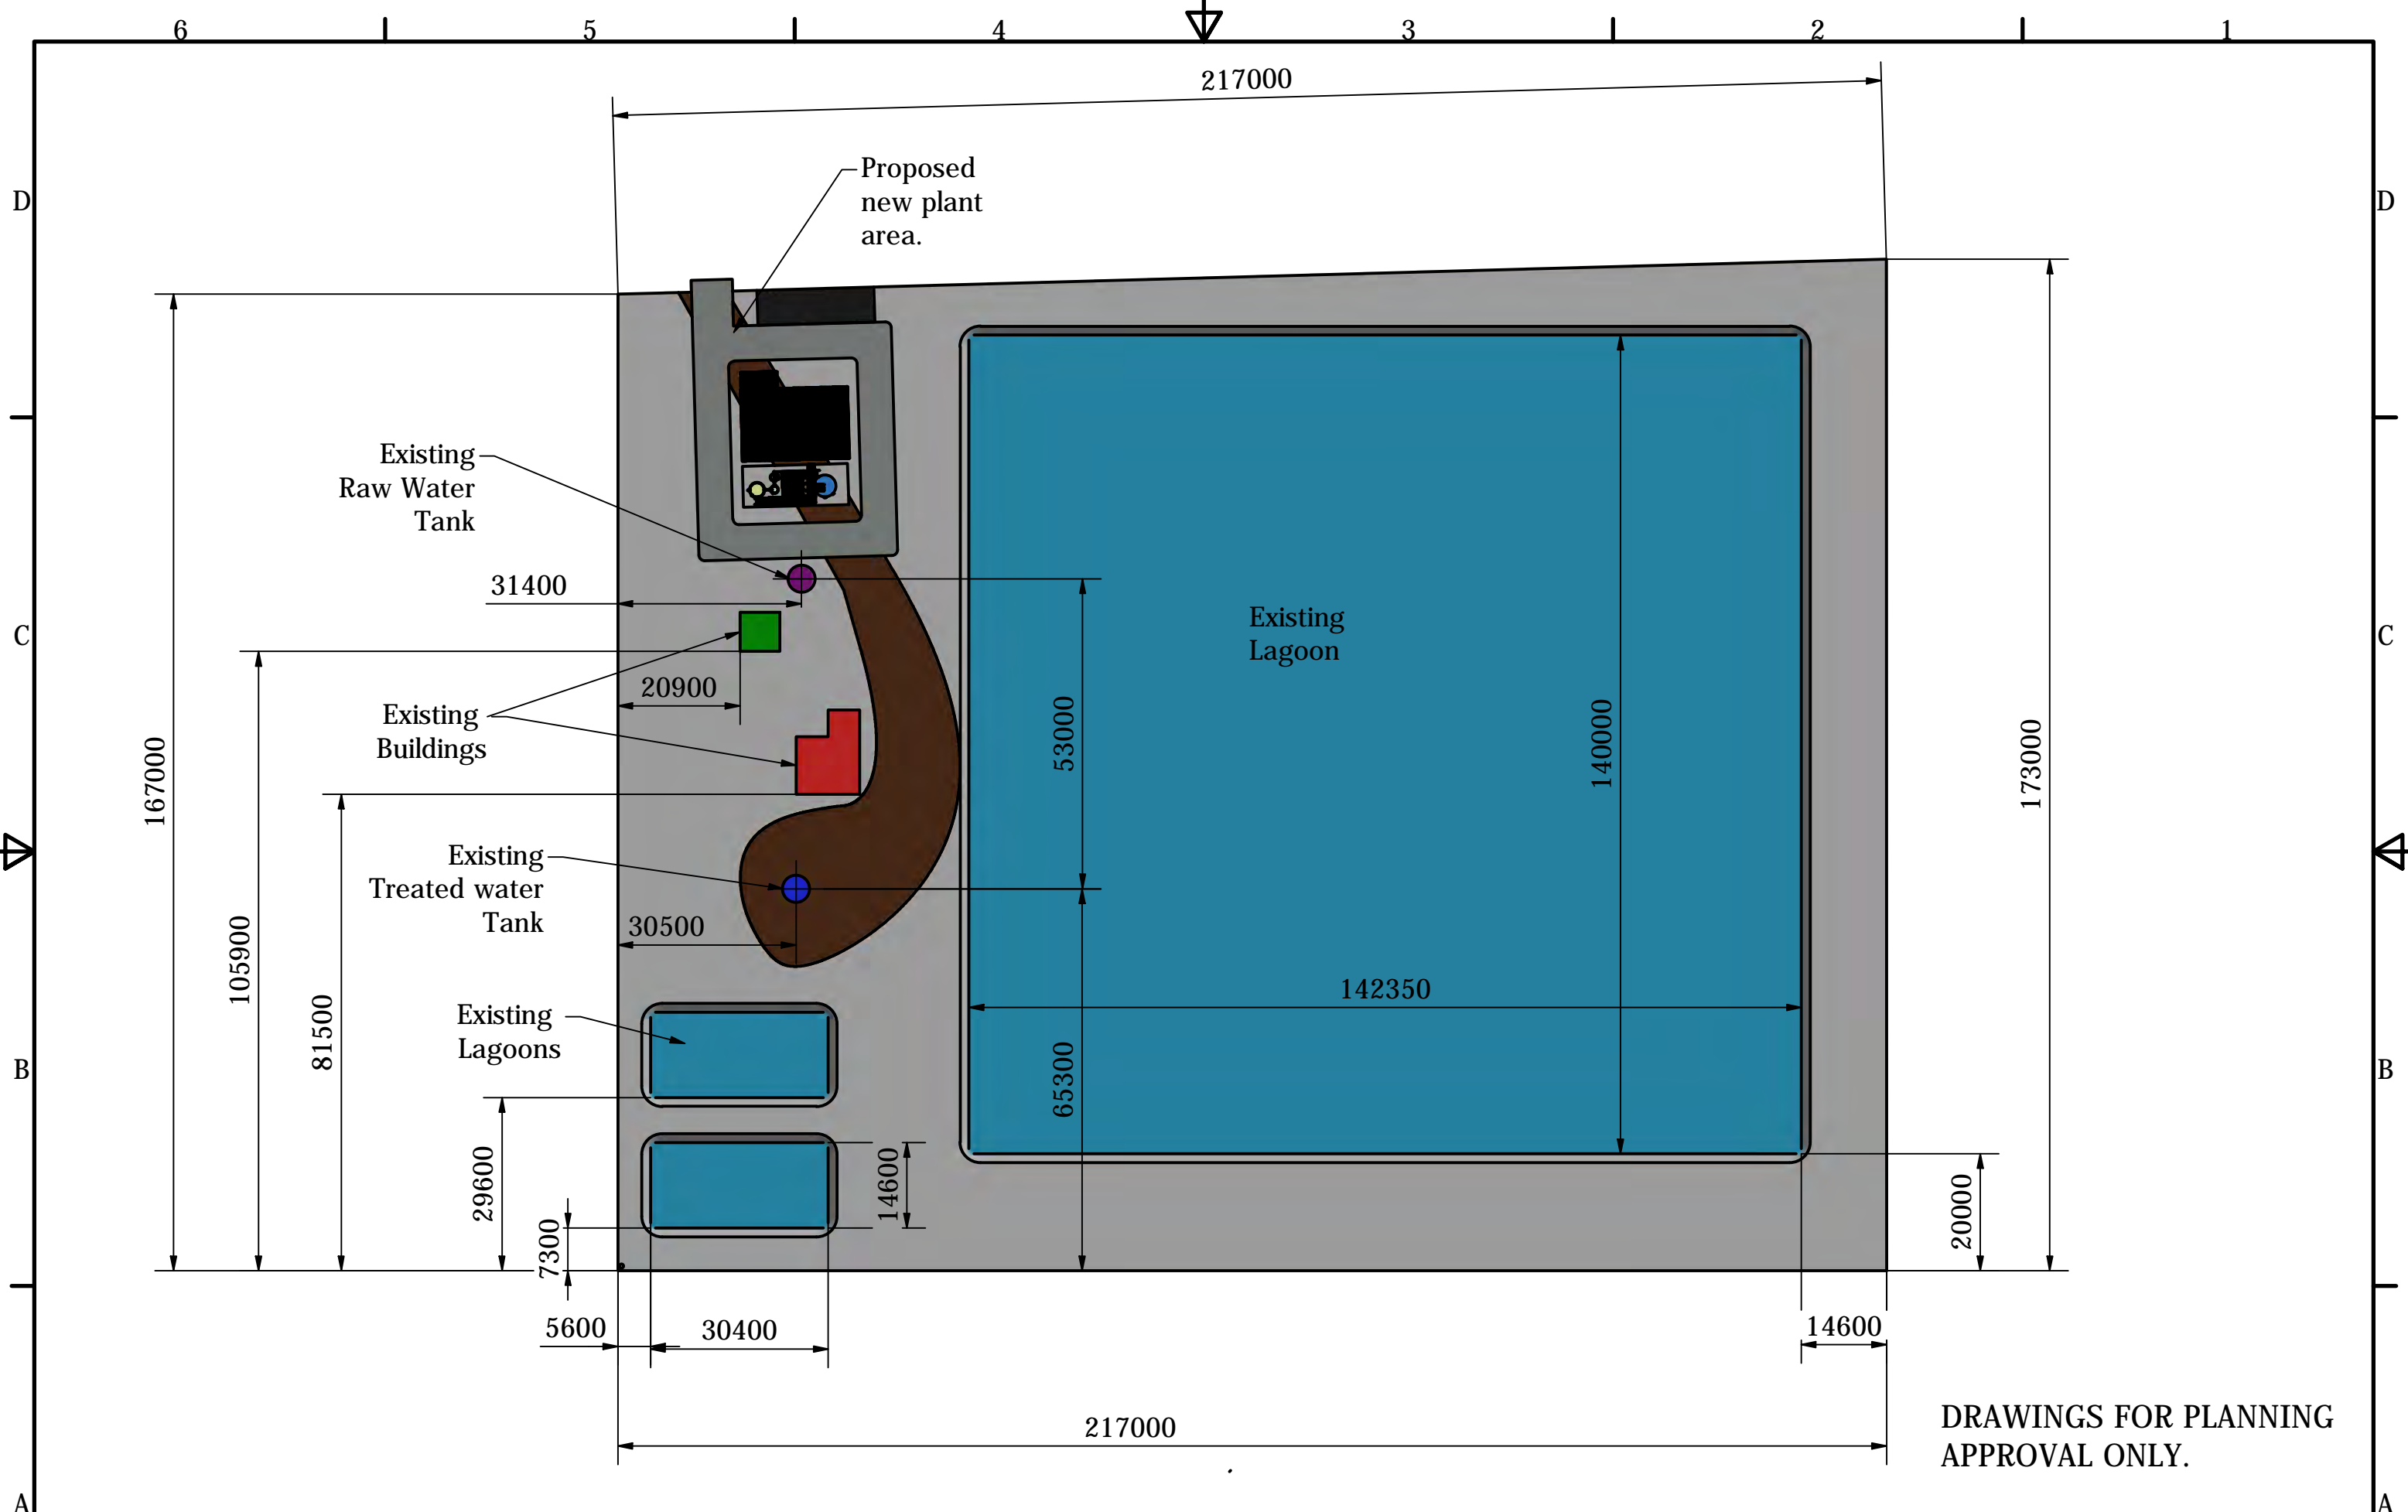 6 5 4 3 2 1
217000
Proposed
new plant
area.
D D
Existing
Raw Water
Tank
31400
Existing
Lagoon
C C
20900
Existing
Buildings
53000
140000
167000
173000
Existing
Treated water
Tank
30500
105900
81500
142350
Existing
Lagoons
65300
B B
29600
14600
7300
20000
5600
30400
14600
217000
DRAWINGS FOR PLANNING
APPROVAL ONLY.
A A